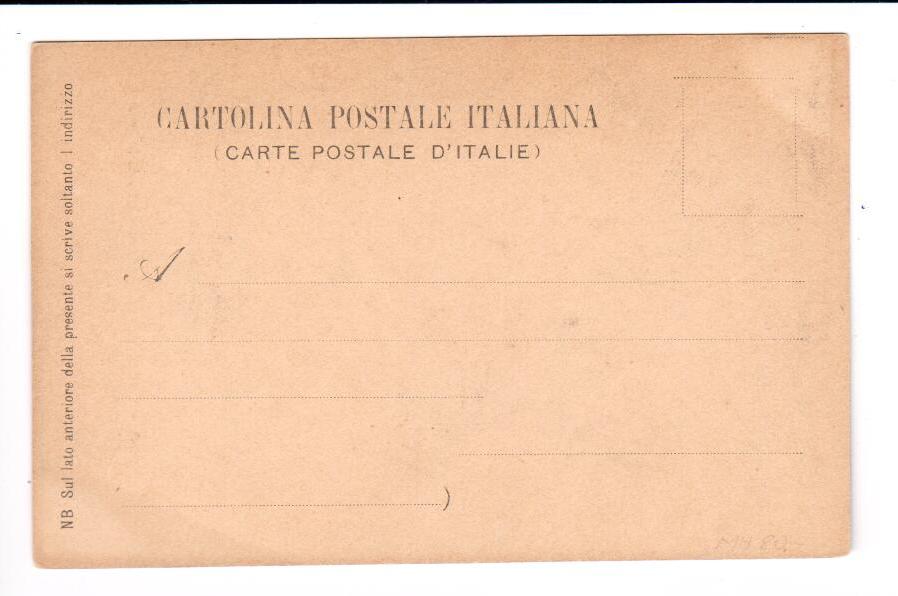 CARTOLINA POSTALE ITALIANA
(CARTE POSTALE D'ITALIE)
A
)
NB Sul lato anteriore della presente si scrive soltanto l indirizzo